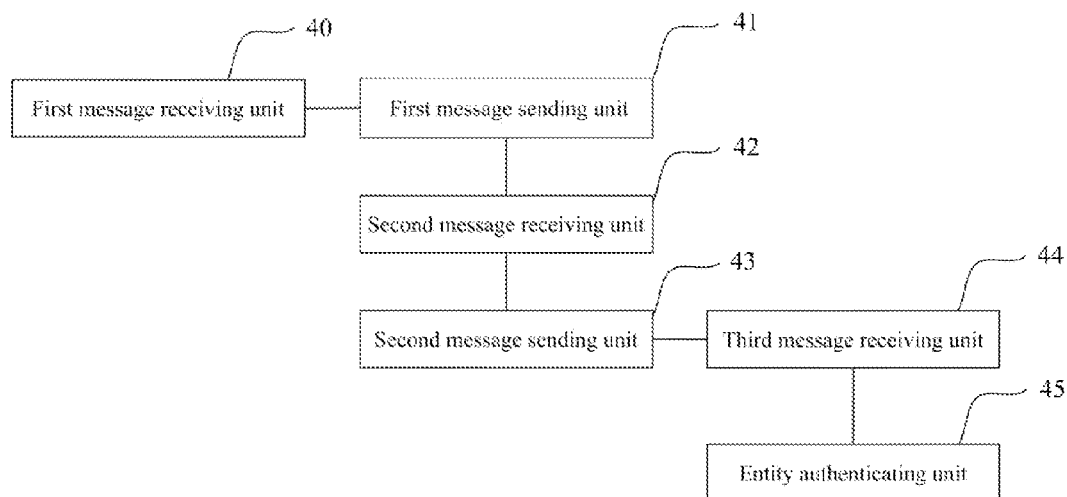 40
41
First message receiving unit
First message sending unit
42
Second message receiving unit
43
44
Second message sending unit
Third message receiving unit
45
Entity authenticating unit